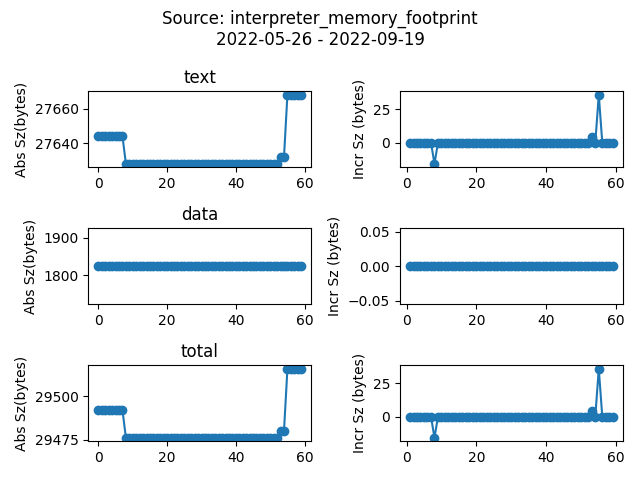 Source: interpreter_memory_footprint
2022-05-26 - 2022-09-19
text
Abs Sz(bytes)
27660
27640
0 20 40 60
Incr Sz (bytes)
25
0
0 20 40 60
data
Abs Sz(bytes)
1900
1800
0 20 40 60
Incr Sz (bytes)
0.05
0.00
−0.05
0 20 40 60
total
Abs Sz(bytes)
29500
29475
0 20 40 60
Incr Sz (bytes)
25
0
0 20 40 60